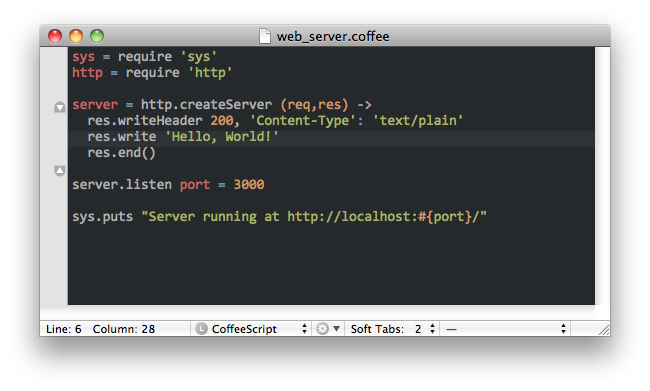 web_server.coffee
sys = require 'sys'
http = require 'http'
server = http.createServer (req,res) ->
  res.writeHeader 200, 'Content-Type': 'text/plain'
  res.write 'Hello, World!'
  res.end()
server.listen port = 3000
sys.puts "Server running at http://localhost:#{port}/"
Line: 6 Column: 28 L CoffeeScript Soft Tabs: 2 —